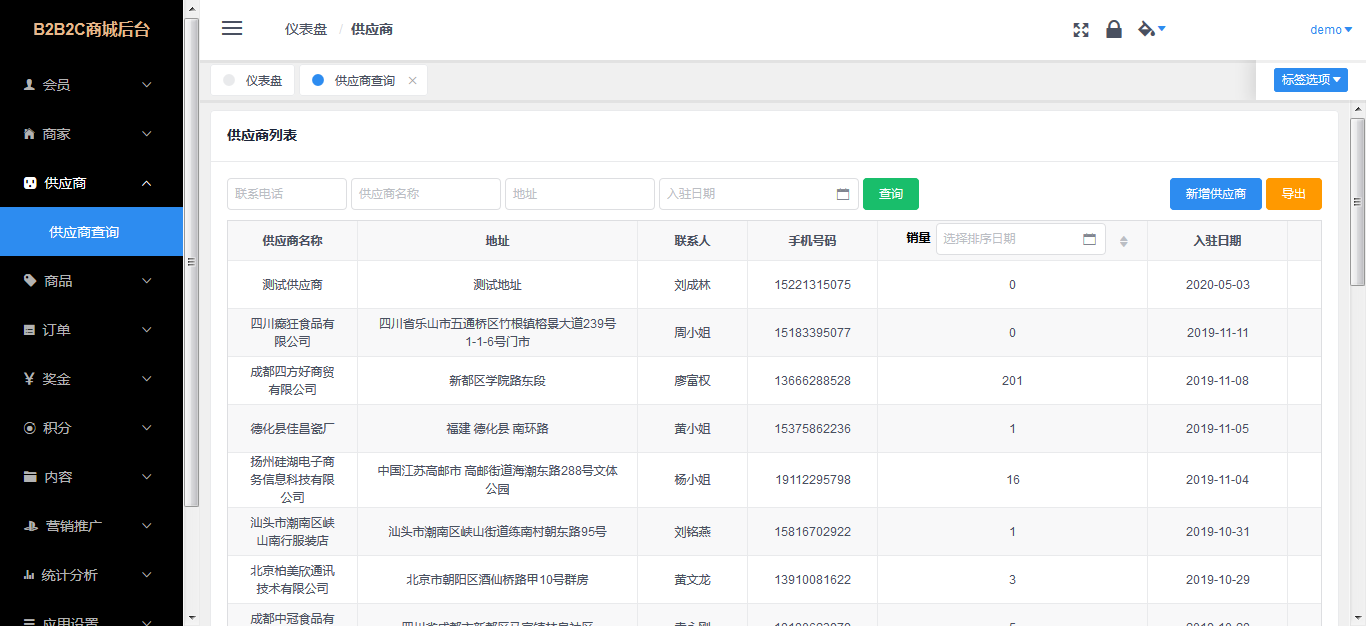 B2B2C商城后台
会员
商家
供应商
供应商查询
商品
订单
奖金
积分
内容
营销推广
统计分析
应用设置
仪表盘 / 供应商
demo
仪表盘
供应商查询
标签选项
供应商列表
联系电话
供应商名称
地址
入驻日期
查询
新增供应商
导出
供应商名称 地址 联系人 手机号码 销量 选择排序日期 入驻日期
测试供应商 测试地址 刘成林 15221315075 0 2020-05-03
四川癫狂食品有
限公司
四川省乐山市五通桥区竹根镇榕景大道239号
1-1-6号门市
周小姐 15183395077 0 2019-11-11
成都四方好商贸
有限公司
新都区学院路东段 廖富权 13666288528 201 2019-11-08
德化县佳昌瓷厂 福建 德化县 南环路 黄小姐 15375862236 1 2019-11-05
扬州硅湖电子商
务信息科技有限
公司
中国江苏高邮市 高邮街道海潮东路288号文体
公园
杨小姐 19112295798 16 2019-11-04
汕头市潮南区峡
山南行服装店
汕头市潮南区峡山街道练南村朝东路95号 刘铭燕 15816702922 1 2019-10-31
北京柏美欣通讯
技术有限公司
北京市朝阳区酒仙桥路甲10号群房 黄文龙 13910081622 3 2019-10-29
成都中冠食品有